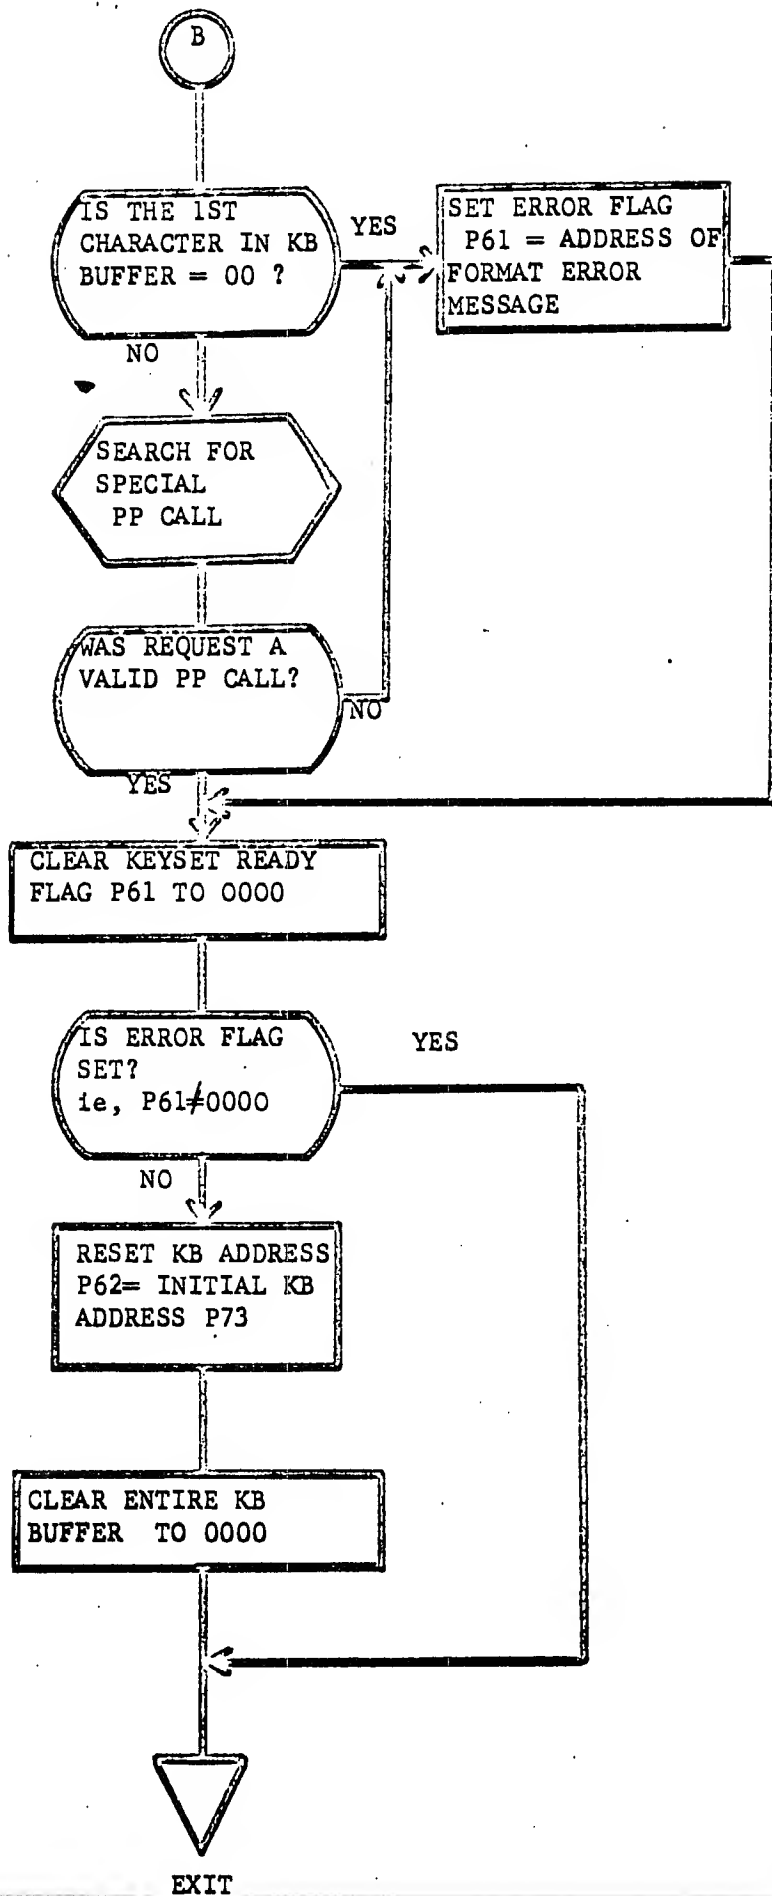 B
IS THE 1ST
CHARACTER IN KB
BUFFER = 00 ?
YES
SET ERROR FLAG
P61 = ADDRESS OF
FORMAT ERROR
MESSAGE
NO
SEARCH FOR
SPECIAL
PP CALL
WAS REQUEST A
VALID PP CALL?
NO
YES
CLEAR KEYSET READY
FLAG P61 TO 0000
IS ERROR FLAG
SET?
ie, P61≠0000
YES
NO
RESET KB ADDRESS
P62= INITIAL KB
ADDRESS P73
CLEAR ENTIRE KB
BUFFER TO 0000
EXIT